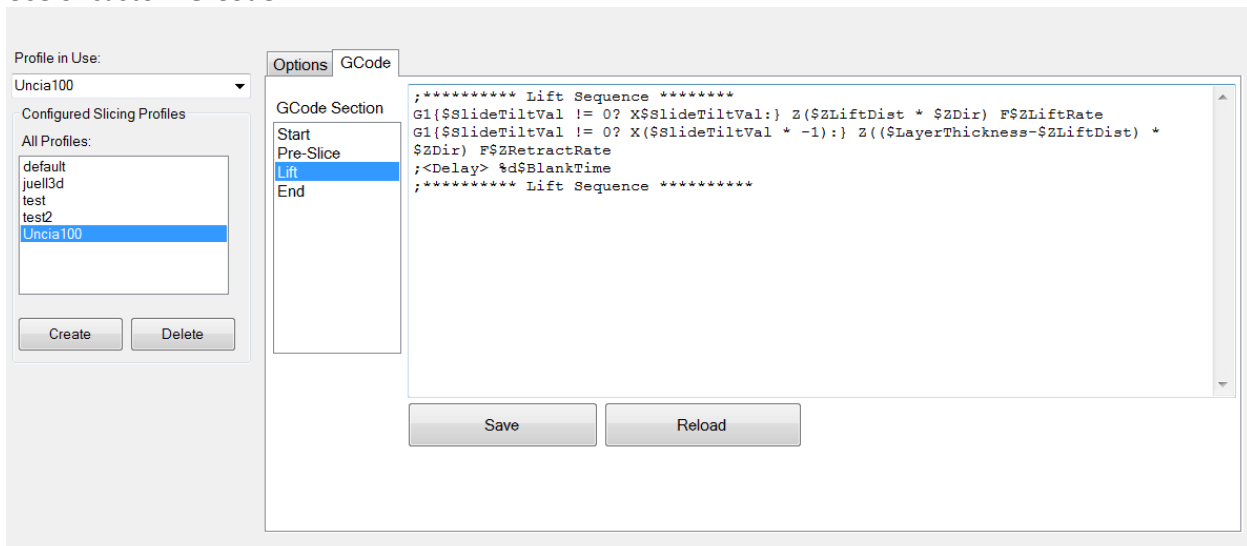 Profile in Use:
Uncia100
Configured Slicing Profiles
All Profiles:
default
juell3d
test
test2
Uncia100
Create Delete
Options GCode
GCode Section
Start
Pre-Slice
Lift
End
;********** Lift Sequence ********
G1{$SlideTiltVal != 0? X$SlideTiltVal:} Z($ZLiftDist * $ZDir) F$ZLiftRate
G1{$SlideTiltVal != 0? X($SlideTiltVal * -1):} Z(($LayerThickness-$ZLiftDist) *
$ZDir) F$ZRetractRate
;<Delay> %d$BlankTime
;********** Lift Sequence **********
Save Reload